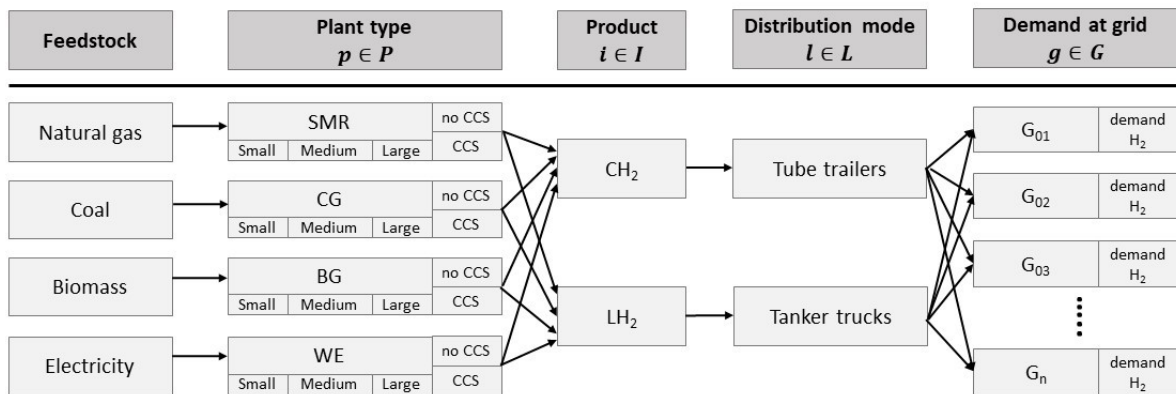 Feedstock
Plant type
p ∈ P
Product
i ∈ I
Distribution mode
l ∈ L
Demand at grid
g ∈ G
Natural gas
SMR
Small Medium Large
no CCS
CCS
Coal
CG
Small Medium Large
no CCS
CCS
Biomass
BG
Small Medium Large
no CCS
CCS
Electricity
WE
Small Medium Large
no CCS
CCS
CH₂
LH₂
Tube trailers
Tanker trucks
G₀₁
demand
H₂
G₀₂
demand
H₂
G₀₃
demand
H₂
Gₙ
demand
H₂